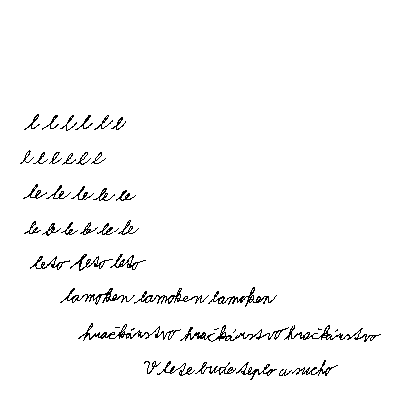 l l l l l l
l l l l l l
le le le le le
le le le le le le
leto leto leto
lamoken lamoken lamoken
hračkárstvo hračkárstvo hračkárstvo
V lete bude teplo a sucho